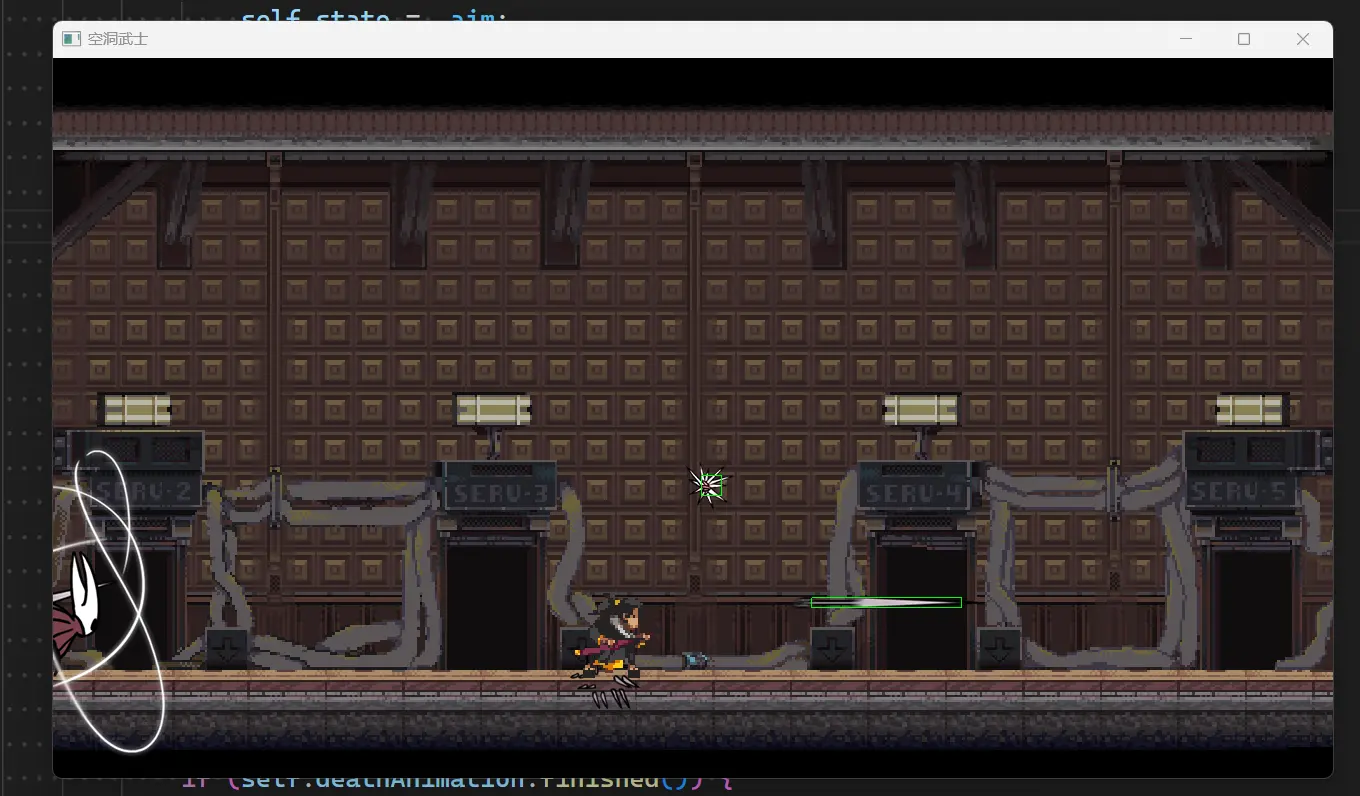 self.state = .aim;
空洞武士
SERV-2
SERV-3
SERV-4
SERV-5
if (self.deathAnimation.finished()) {